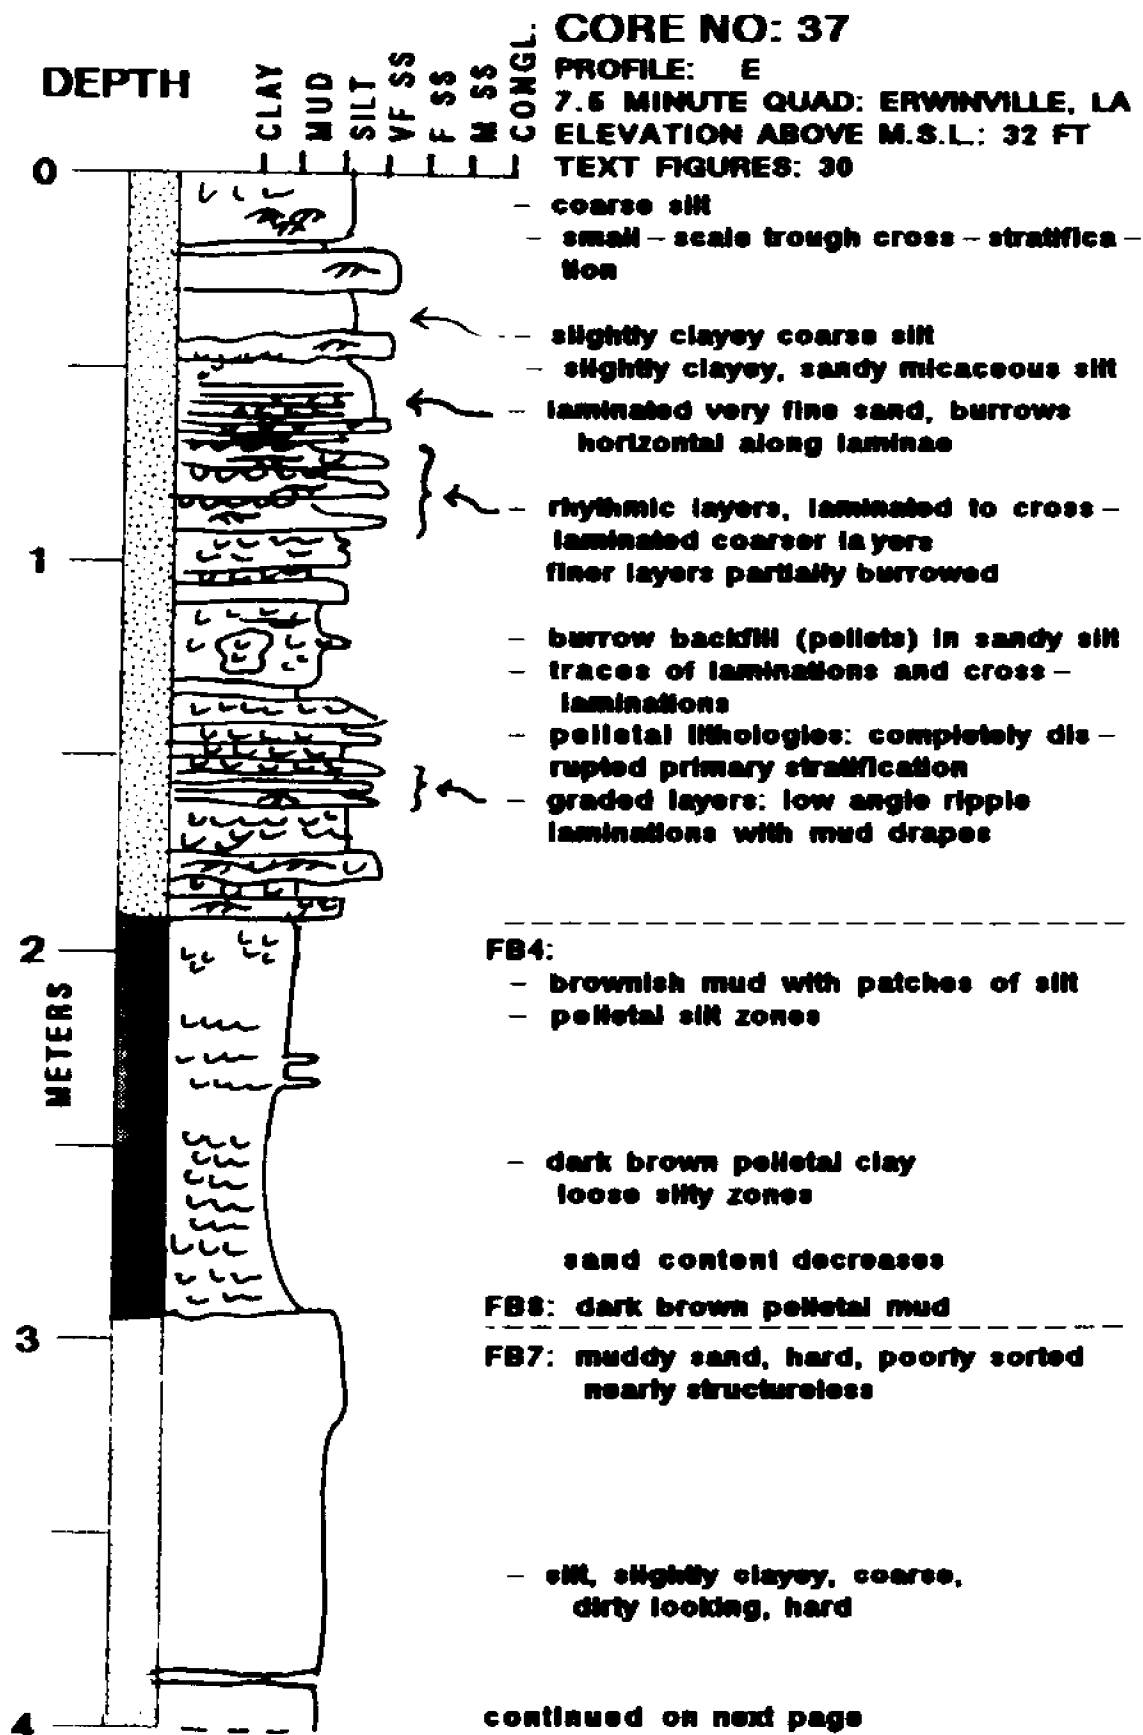 CORE NO: 37
PROFILE: E
7.5 MINUTE QUAD: ERWINVILLE, LA
ELEVATION ABOVE M.S.L.: 32 FT
TEXT FIGURES: 30
DEPTH
CLAY
MUD
SILT
VF SS
F SS
M SS
CONGL.
0
- coarse silt
- small-scale trough cross-stratifica-
tion
- slightly clayey coarse silt
- slightly clayey, sandy micaceous silt
- laminated very fine sand, burrows
horizontal along laminae
- rhythmic layers, laminated to cross-
laminated coarser layers
finer layers partially burrowed
1
- burrow backfill (pellets) in sandy silt
- traces of laminations and cross-
laminations
- pelletal lithologies: completely dis-
rupted primary stratification
- graded layers: low angle ripple
laminations with mud drapes
2
METERS
FB4:
- brownish mud with patches of silt
- pelletal silt zones
- dark brown pelletal clay
loose silty zones
sand content decreases
FB8: dark brown pelletal mud
3
FB7: muddy sand, hard, poorly sorted
nearly structureless
- silt, slightly clayey, coarse,
dirty looking, hard
4
continued on next page